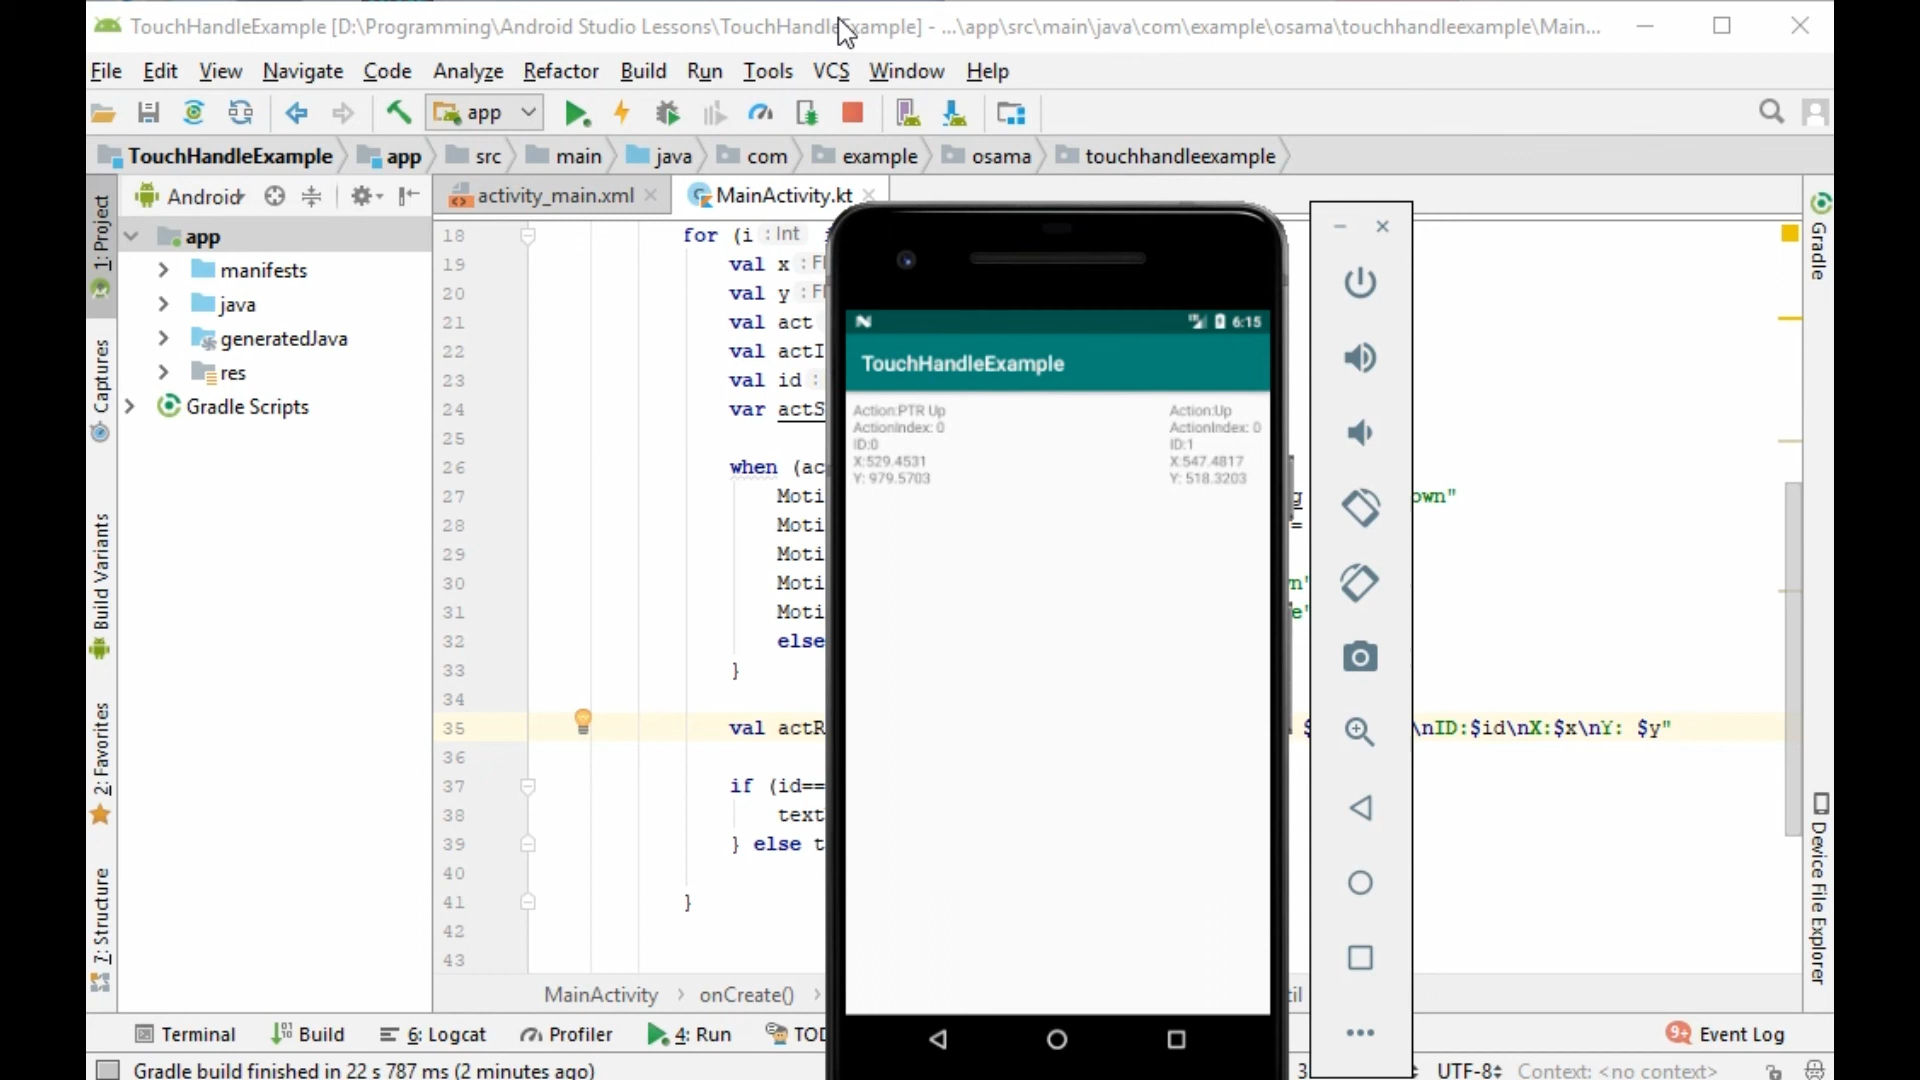 TouchHandleExample [D:\Programming\Android Studio Lessons\TouchHandleExample] - ...\app\src\main\java\com\example\osama\touchhandleexample\Main...
File Edit View Navigate Code Analyze Refactor Build Run Tools VCS Window Help
app
TouchHandleExample app src main java com example osama touchhandleexample
Android
activity_main.xml
MainActivity.kt
1: Project
Captures
Build Variants
2: Favorites
7: Structure
app
manifests
java
generatedJava
res
Gradle Scripts
18 for (i : Int
19 val x
20 val y
21 val act
22 val actI
23 val id :
24 var actS
25
26 when (ac
27 Moti own"
28 Moti =
29 Moti
30 Moti n"
31 Moti e"
32 else
33 }
34
35 val actR \nID:$id\nX:$x\nY: $y"
36
37 if (id==
38 text
39 } else t
40
41 }
42
43
6:15
TouchHandleExample
Action:PTR Up
ActionIndex: 0
ID:0
X:529.4531
Y: 979.5703
Action:Up
ActionIndex: 0
ID:1
X:547.4817
Y: 518.3203
Gradle
Device File Explorer
MainActivity > onCreate() >
Terminal Build 6: Logcat Profiler 4: Run TOD
9+ Event Log
Gradle build finished in 22 s 787 ms (2 minutes ago)
UTF-8 Context: <no context>